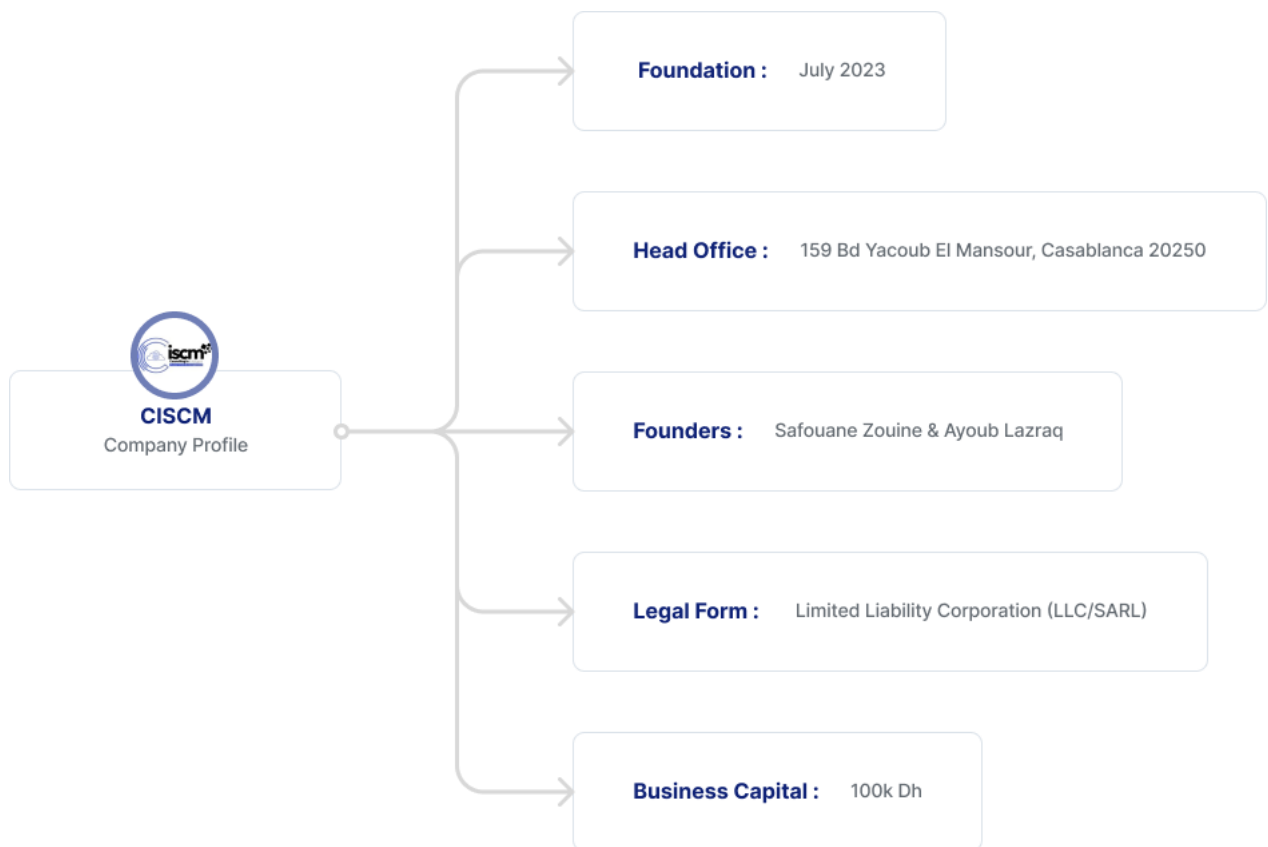 Foundation : July 2023
Head Office : 159 Bd Yacoub El Mansour, Casablanca 20250
iscm
CISCM
Company Profile
Founders : Safouane Zouine & Ayoub Lazraq
Legal Form : Limited Liability Corporation (LLC/SARL)
Business Capital : 100k Dh